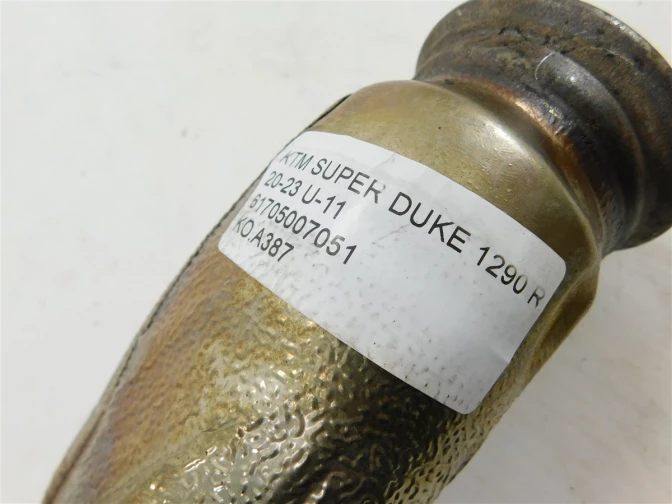 KTM SUPER DUKE 1290 R
20-23 U-11
61705007051
KO.A387